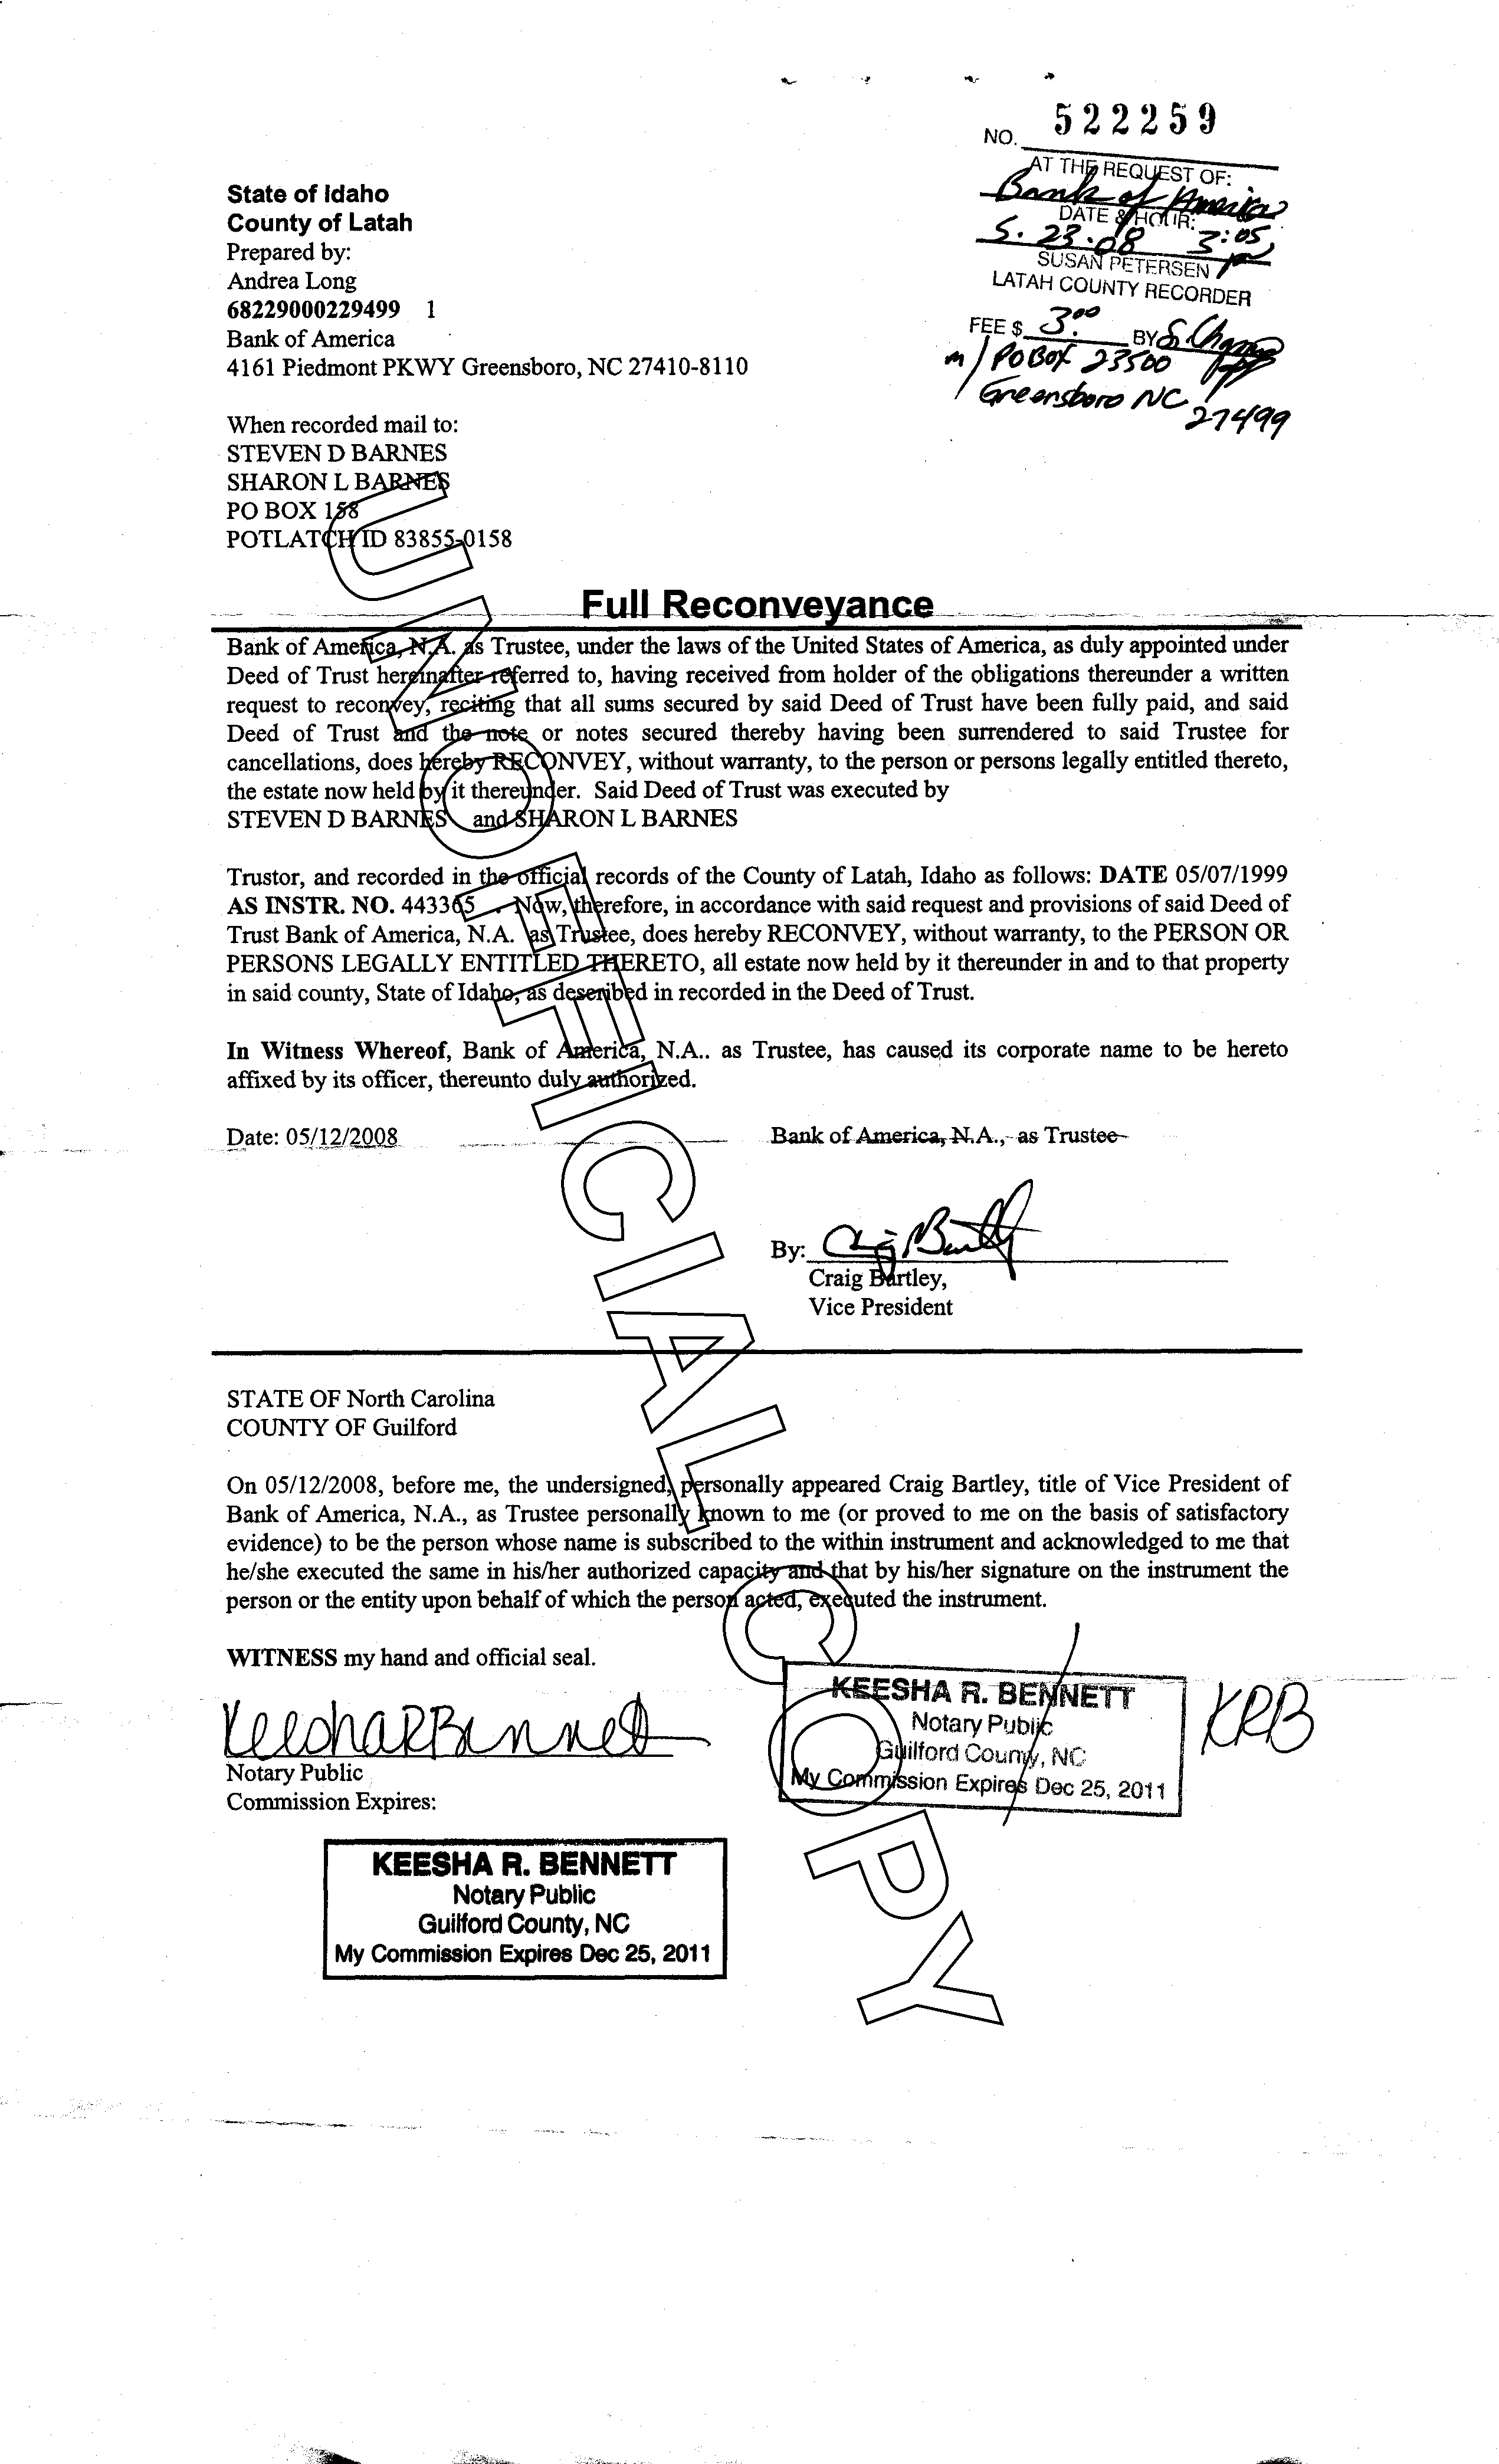 NO. 522259
AT THE REQUEST OF:
Bank of America
DATE & HOUR:
5.23.08 3:05
SUSAN PETERSEN
LATAH COUNTY RECORDER
FEE $ 3.00 BY
m/ PO Box 23500
Greensboro NC
27499
State of Idaho
County of Latah
Prepared by:
Andrea Long
68229000229499 1
Bank of America
4161 Piedmont PKWY Greensboro, NC 27410-8110
When recorded mail to:
STEVEN D BARNES
SHARON L BARNES
PO BOX 158
POTLATCH ID 83855-0158
Full Reconveyance
Bank of America, N.A. as Trustee, under the laws of the United States of America, as duly appointed under
Deed of Trust hereinafter referred to, having received from holder of the obligations thereunder a written
request to reconvey, reciting that all sums secured by said Deed of Trust have been fully paid, and said
Deed of Trust and the note or notes secured thereby having been surrendered to said Trustee for
cancellations, does hereby RECONVEY, without warranty, to the person or persons legally entitled thereto,
the estate now held by it thereunder. Said Deed of Trust was executed by
STEVEN D BARNES and SHARON L BARNES
Trustor, and recorded in the official records of the County of Latah, Idaho as follows: DATE 05/07/1999
AS INSTR. NO. 443365 . Now, therefore, in accordance with said request and provisions of said Deed of
Trust Bank of America, N.A. as Trustee, does hereby RECONVEY, without warranty, to the PERSON OR
PERSONS LEGALLY ENTITLED THERETO, all estate now held by it thereunder in and to that property
in said county, State of Idaho, as described in recorded in the Deed of Trust.
In Witness Whereof, Bank of America, N.A.. as Trustee, has caused its corporate name to be hereto
affixed by its officer, thereunto duly authorized.
Date: 05/12/2008 Bank of America, N.A., as Trustee
By: Craig Bartley
Craig Bartley,
Vice President
STATE OF North Carolina
COUNTY OF Guilford
On 05/12/2008, before me, the undersigned, personally appeared Craig Bartley, title of Vice President of
Bank of America, N.A., as Trustee personally known to me (or proved to me on the basis of satisfactory
evidence) to be the person whose name is subscribed to the within instrument and acknowledged to me that
he/she executed the same in his/her authorized capacity and that by his/her signature on the instrument the
person or the entity upon behalf of which the person acted, executed the instrument.
WITNESS my hand and official seal.
Keesha R Bennett
Notary Public
Commission Expires:
KEESHA R. BENNETT
Notary Public
Guilford County, NC
My Commission Expires Dec 25, 2011
KRB
KEESHA R. BENNETT
Notary Public
Guilford County, NC
My Commission Expires Dec 25, 2011
UNOFFICIAL COPY